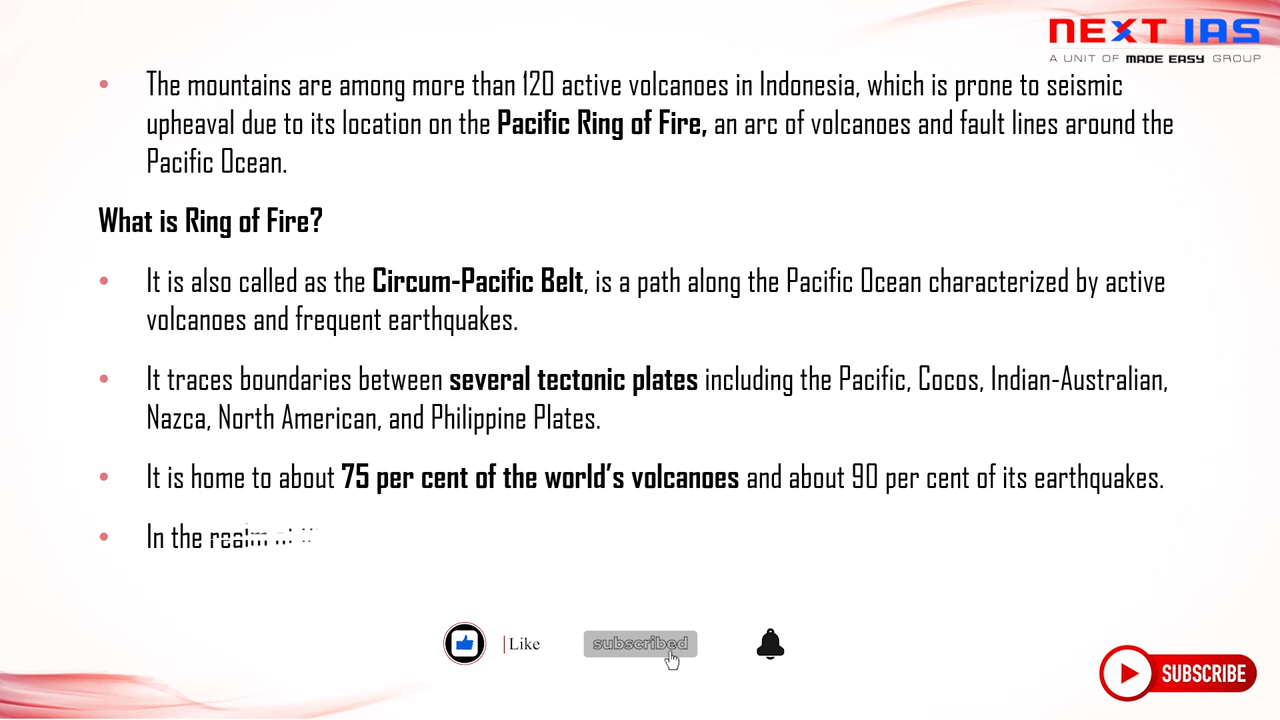 NEXT IAS
A UNIT OF MADE EASY GROUP
• The mountains are among more than 120 active volcanoes in Indonesia, which is prone to seismic
upheaval due to its location on the Pacific Ring of Fire, an arc of volcanoes and fault lines around the
Pacific Ocean.
What is Ring of Fire?
• It is also called as the Circum-Pacific Belt, is a path along the Pacific Ocean characterized by active
volcanoes and frequent earthquakes.
• It traces boundaries between several tectonic plates including the Pacific, Cocos, Indian-Australian,
Nazca, North American, and Philippine Plates.
• It is home to about 75 per cent of the world's volcanoes and about 90 per cent of its earthquakes.
• In the realm
Like
subscribed
SUBSCRIBE